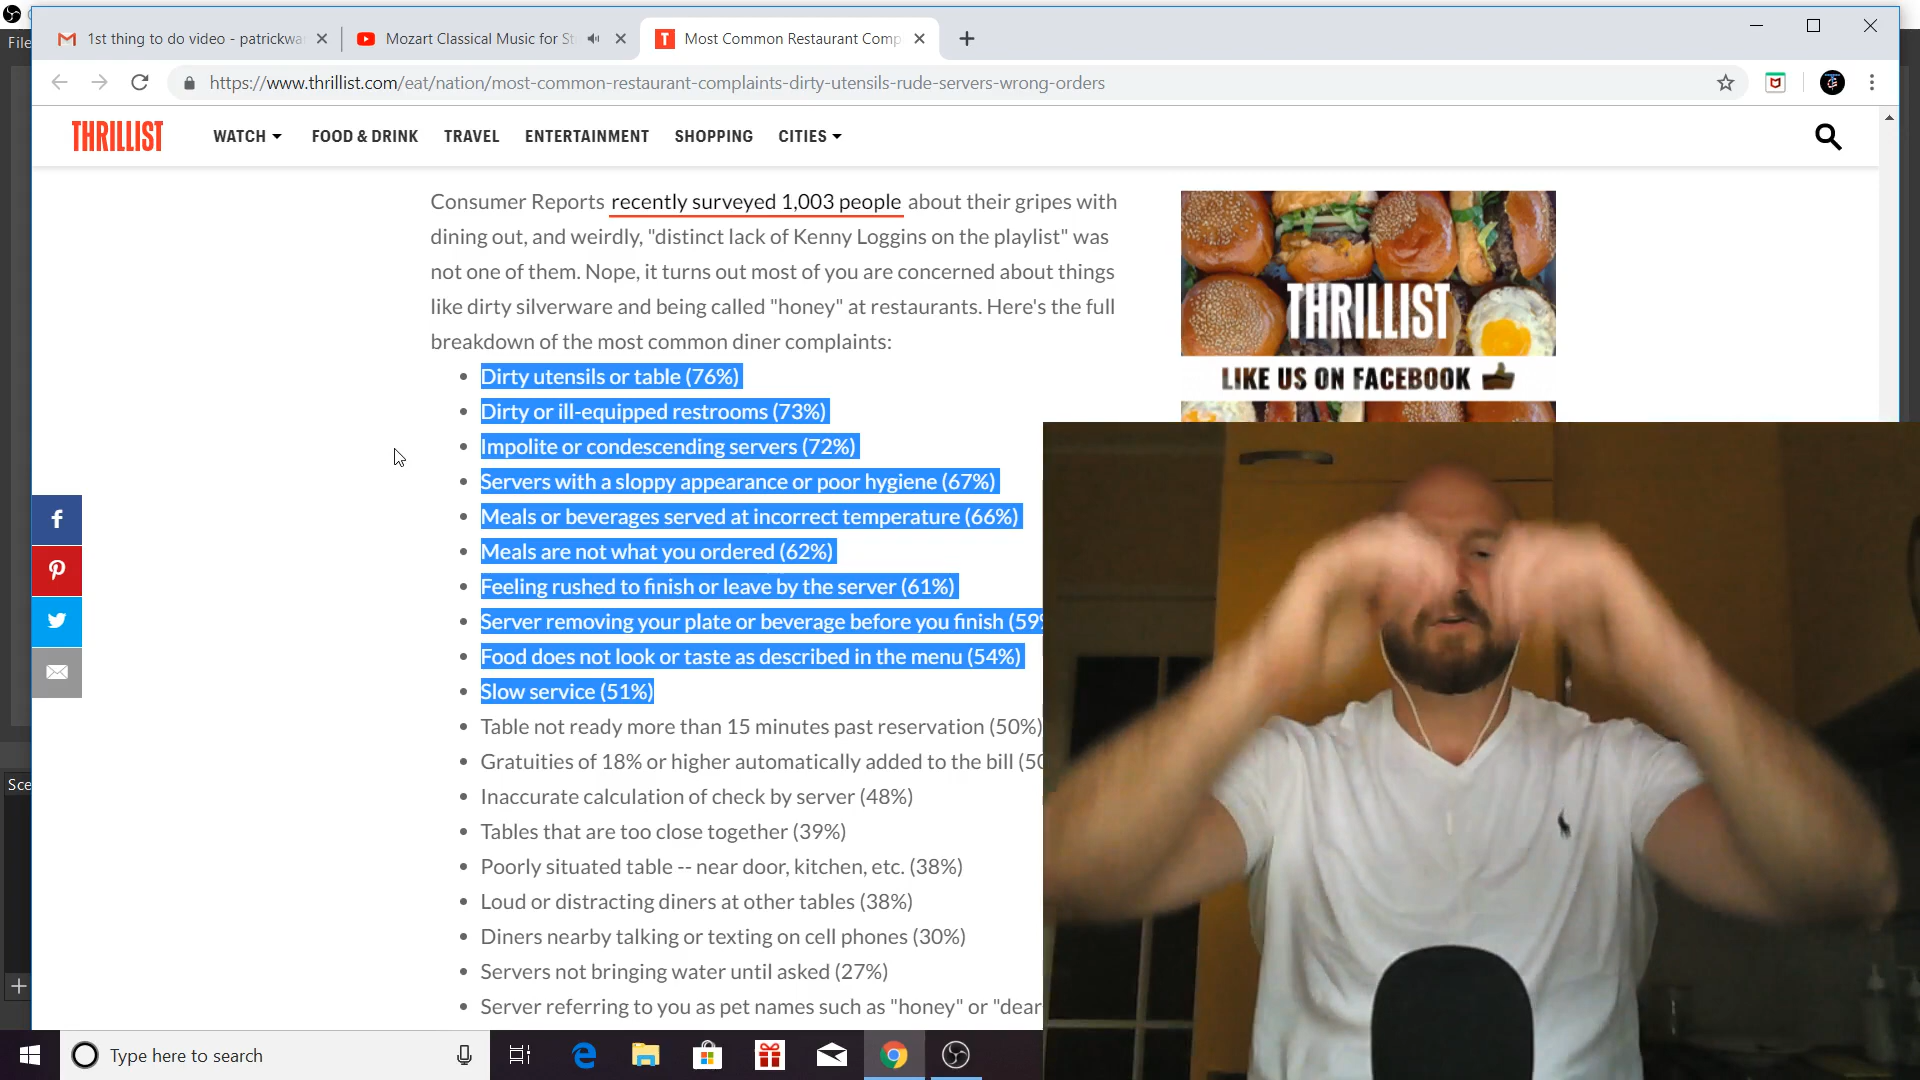 File
1st thing to do video - patrickwa
Mozart Classical Music for St
Most Common Restaurant Comp
https://www.thrillist.com/eat/nation/most-common-restaurant-complaints-dirty-utensils-rude-servers-wrong-orders
THRILLIST
WATCH
FOOD & DRINK
TRAVEL
ENTERTAINMENT
SHOPPING
CITIES
Consumer Reports recently surveyed 1,003 people about their gripes with
dining out, and weirdly, "distinct lack of Kenny Loggins on the playlist" was
not one of them. Nope, it turns out most of you are concerned about things
like dirty silverware and being called "honey" at restaurants. Here's the full
breakdown of the most common diner complaints:
• Dirty utensils or table (76%)
• Dirty or ill-equipped restrooms (73%)
• Impolite or condescending servers (72%)
• Servers with a sloppy appearance or poor hygiene (67%)
• Meals or beverages served at incorrect temperature (66%)
• Meals are not what you ordered (62%)
• Feeling rushed to finish or leave by the server (61%)
• Server removing your plate or beverage before you finish (59%
• Food does not look or taste as described in the menu (54%)
• Slow service (51%)
• Table not ready more than 15 minutes past reservation (50%)
• Gratuities of 18% or higher automatically added to the bill (50
• Inaccurate calculation of check by server (48%)
• Tables that are too close together (39%)
• Poorly situated table -- near door, kitchen, etc. (38%)
• Loud or distracting diners at other tables (38%)
• Diners nearby talking or texting on cell phones (30%)
• Servers not bringing water until asked (27%)
• Server referring to you as pet names such as "honey" or "dear
THRILLIST
LIKE US ON FACEBOOK
Sce
Type here to search